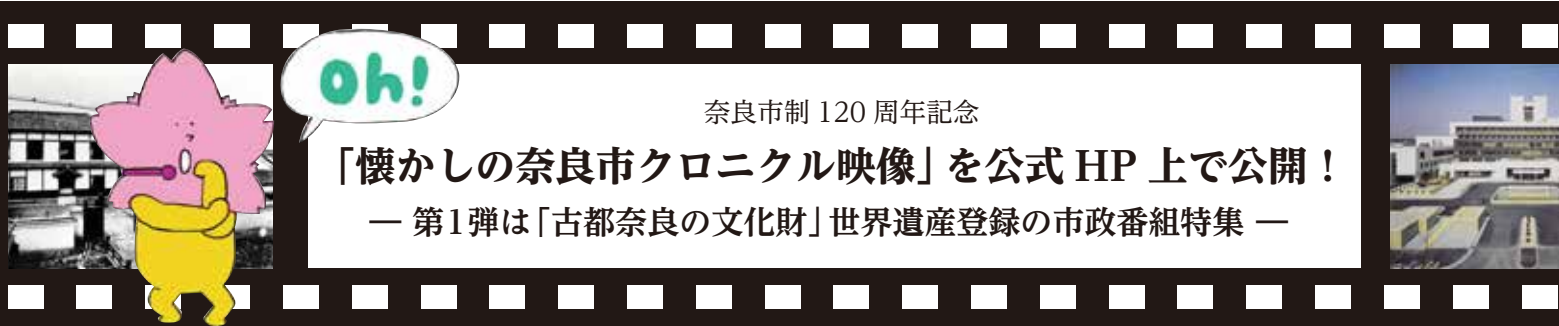 Oh!
奈良市制 120 周年記念
「懐かしの奈良市クロニクル映像」を公式 HP 上で公開！
— 第1弾は「古都奈良の文化財」世界遺産登録の市政番組特集 —